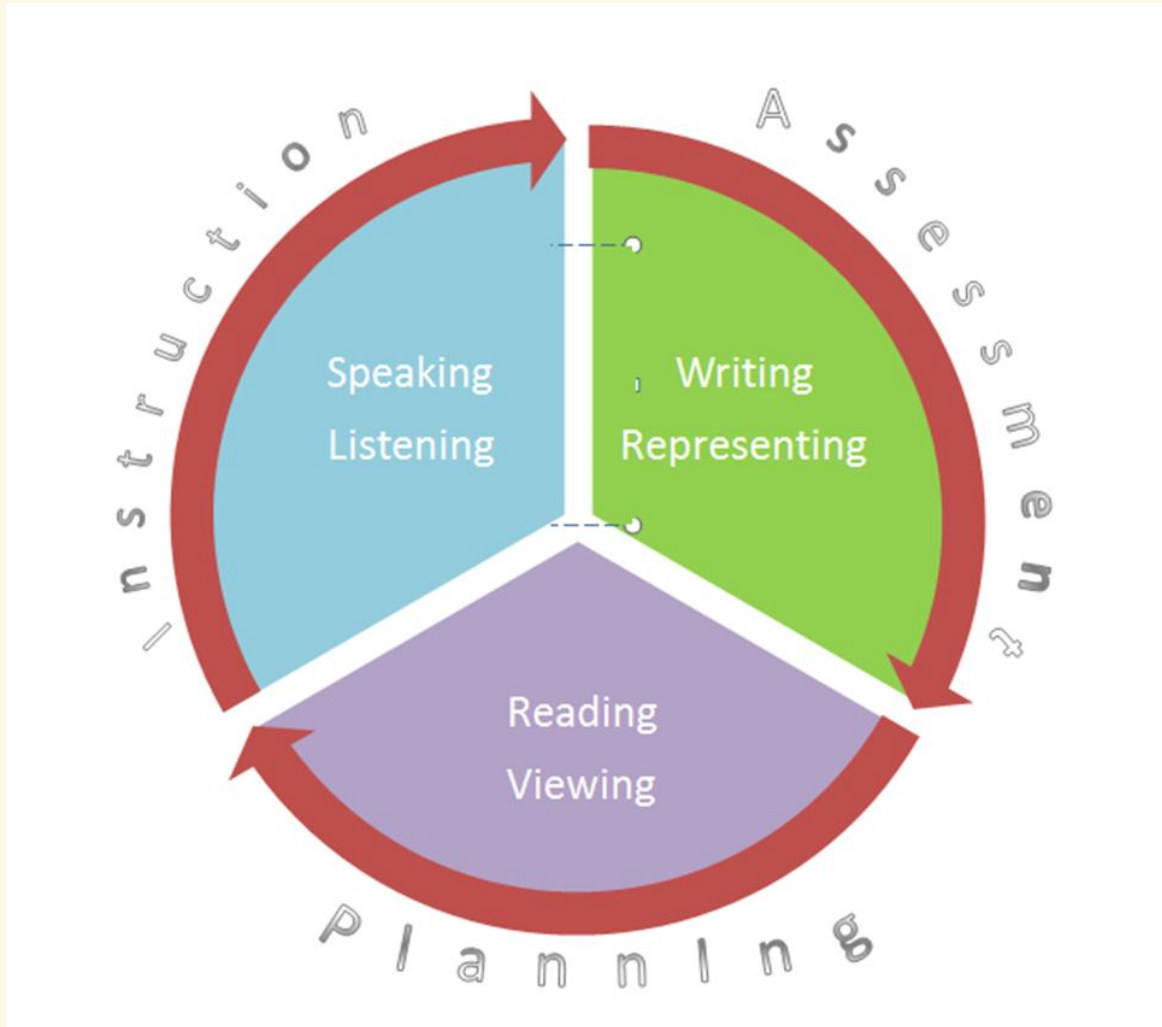 Instruction
Assessment
Speaking
Listening
Writing
Representing
Reading
Viewing
PlannIng